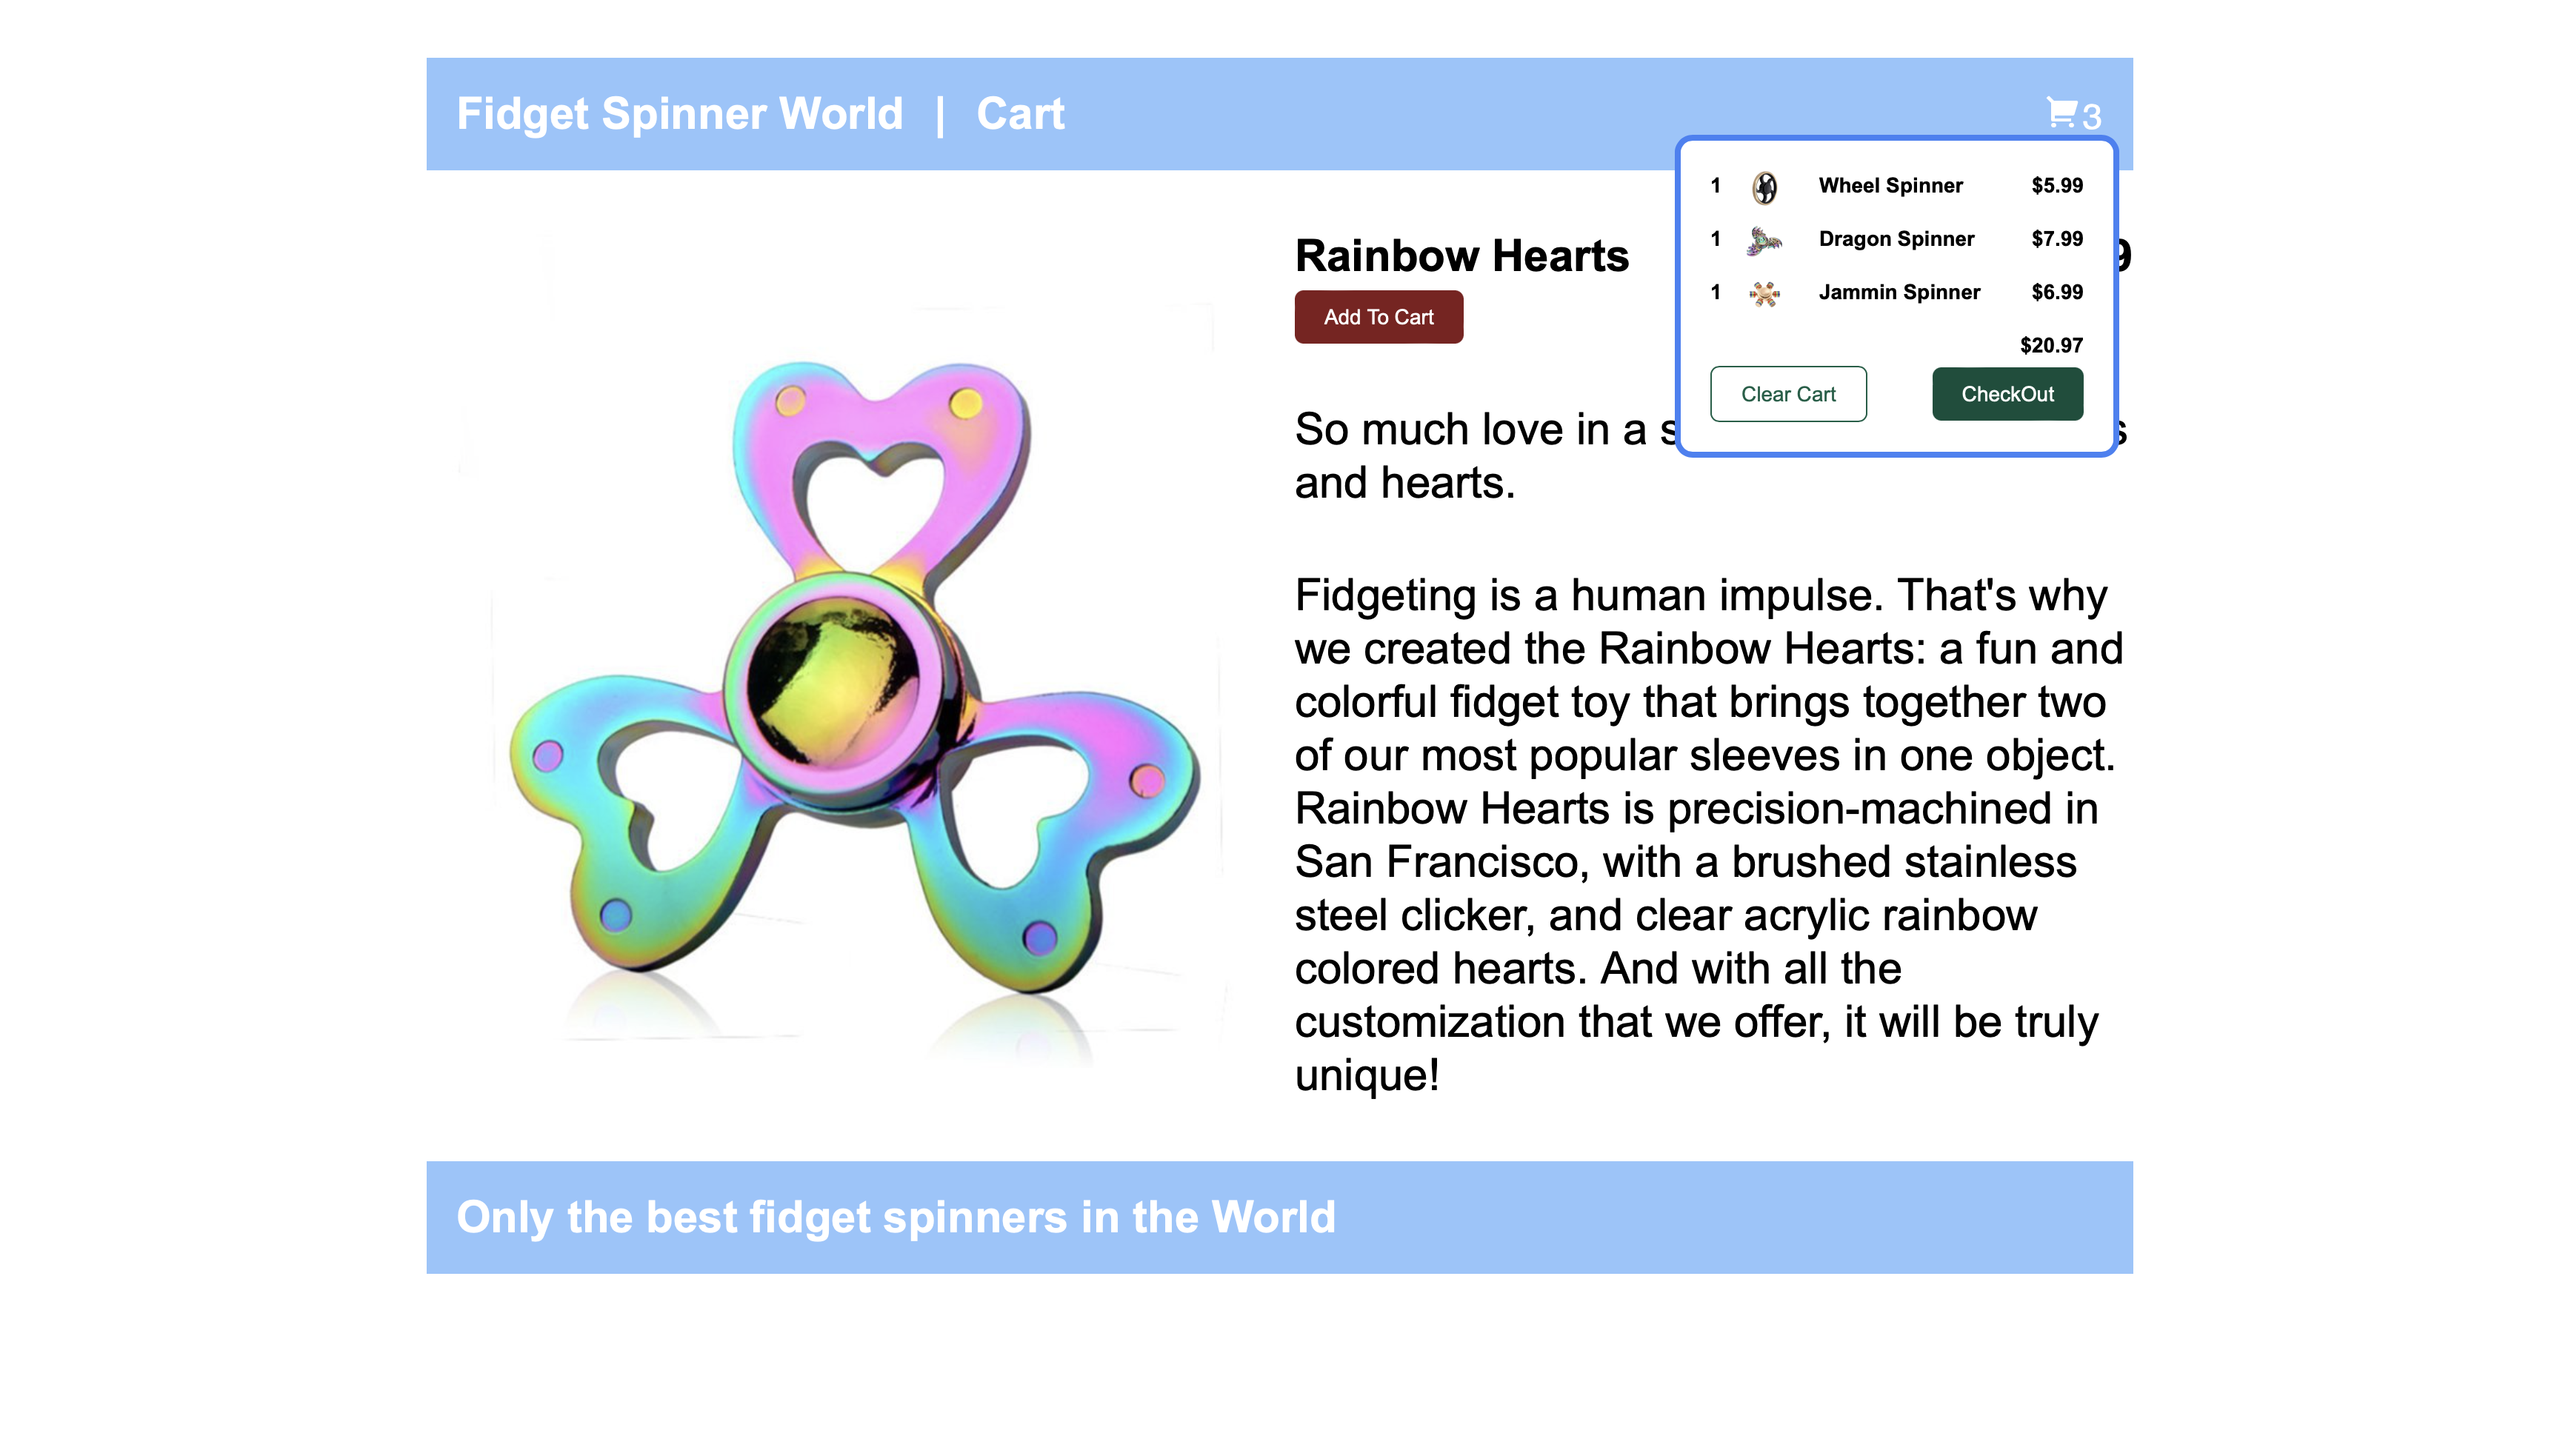 Fidget Spinner World | Cart 3
1 Wheel Spinner $5.99
1 Dragon Spinner $7.99
1 Jammin Spinner $6.99
$20.97
Clear Cart CheckOut
Rainbow Hearts 9
Add To Cart
So much love in a s
and hearts.
Fidgeting is a human impulse. That's why
we created the Rainbow Hearts: a fun and
colorful fidget toy that brings together two
of our most popular sleeves in one object.
Rainbow Hearts is precision-machined in
San Francisco, with a brushed stainless
steel clicker, and clear acrylic rainbow
colored hearts. And with all the
customization that we offer, it will be truly
unique!
Only the best fidget spinners in the World